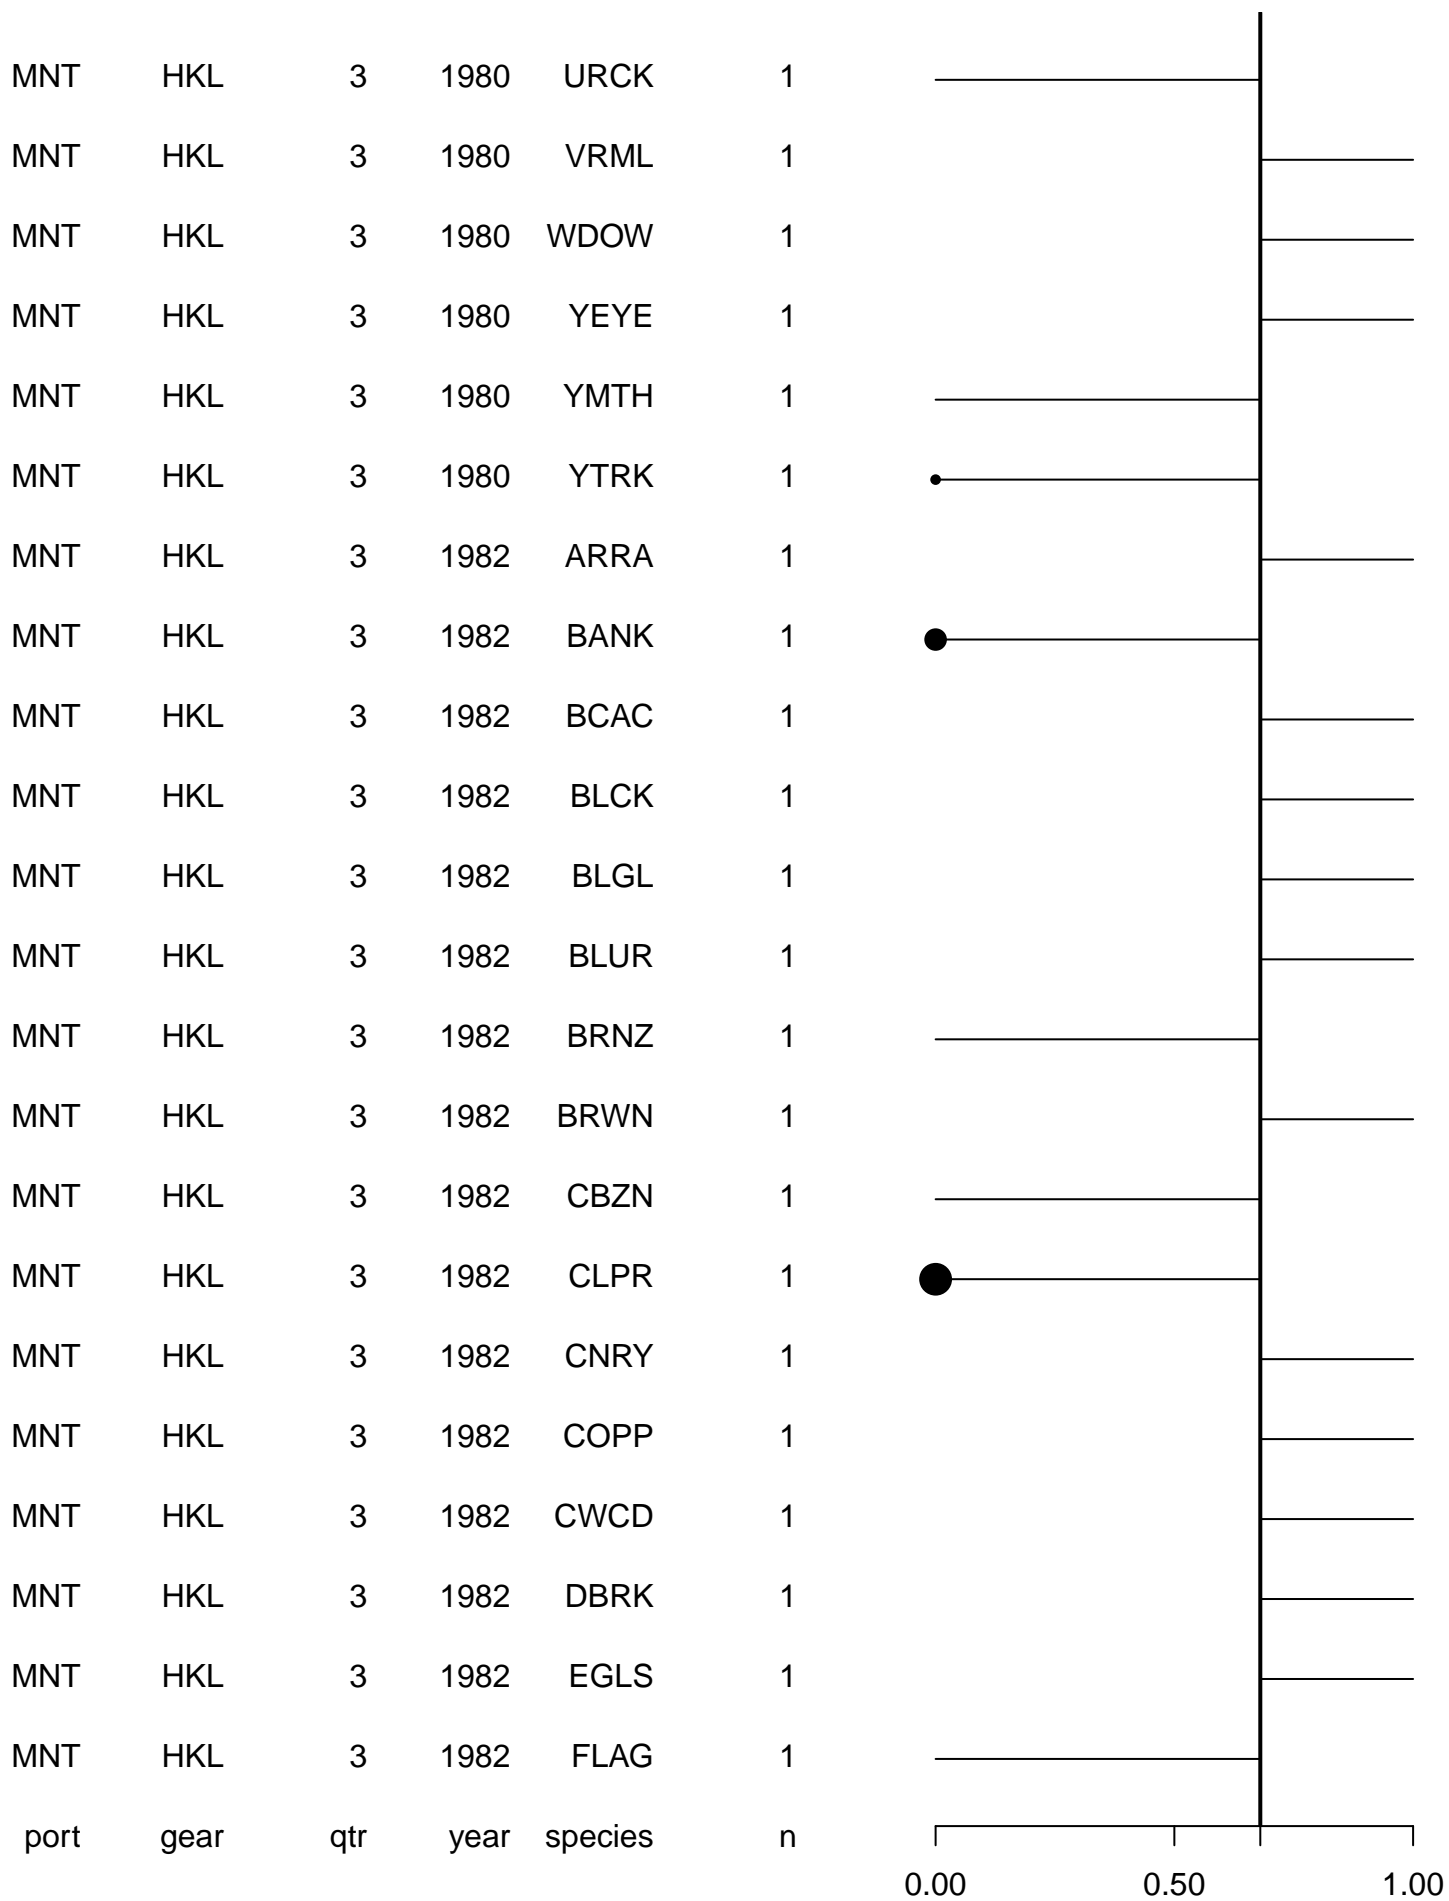 MNT HKL 3 1980 URCK 1
MNT HKL 3 1980 VRML 1
MNT HKL 3 1980 WDOW 1
MNT HKL 3 1980 YEYE 1
MNT HKL 3 1980 YMTH 1
MNT HKL 3 1980 YTRK 1
MNT HKL 3 1982 ARRA 1
MNT HKL 3 1982 BANK 1
MNT HKL 3 1982 BCAC 1
MNT HKL 3 1982 BLCK 1
MNT HKL 3 1982 BLGL 1
MNT HKL 3 1982 BLUR 1
MNT HKL 3 1982 BRNZ 1
MNT HKL 3 1982 BRWN 1
MNT HKL 3 1982 CBZN 1
MNT HKL 3 1982 CLPR 1
MNT HKL 3 1982 CNRY 1
MNT HKL 3 1982 COPP 1
MNT HKL 3 1982 CWCD 1
MNT HKL 3 1982 DBRK 1
MNT HKL 3 1982 EGLS 1
MNT HKL 3 1982 FLAG 1
port gear qtr year species n
0.00 0.50 1.00